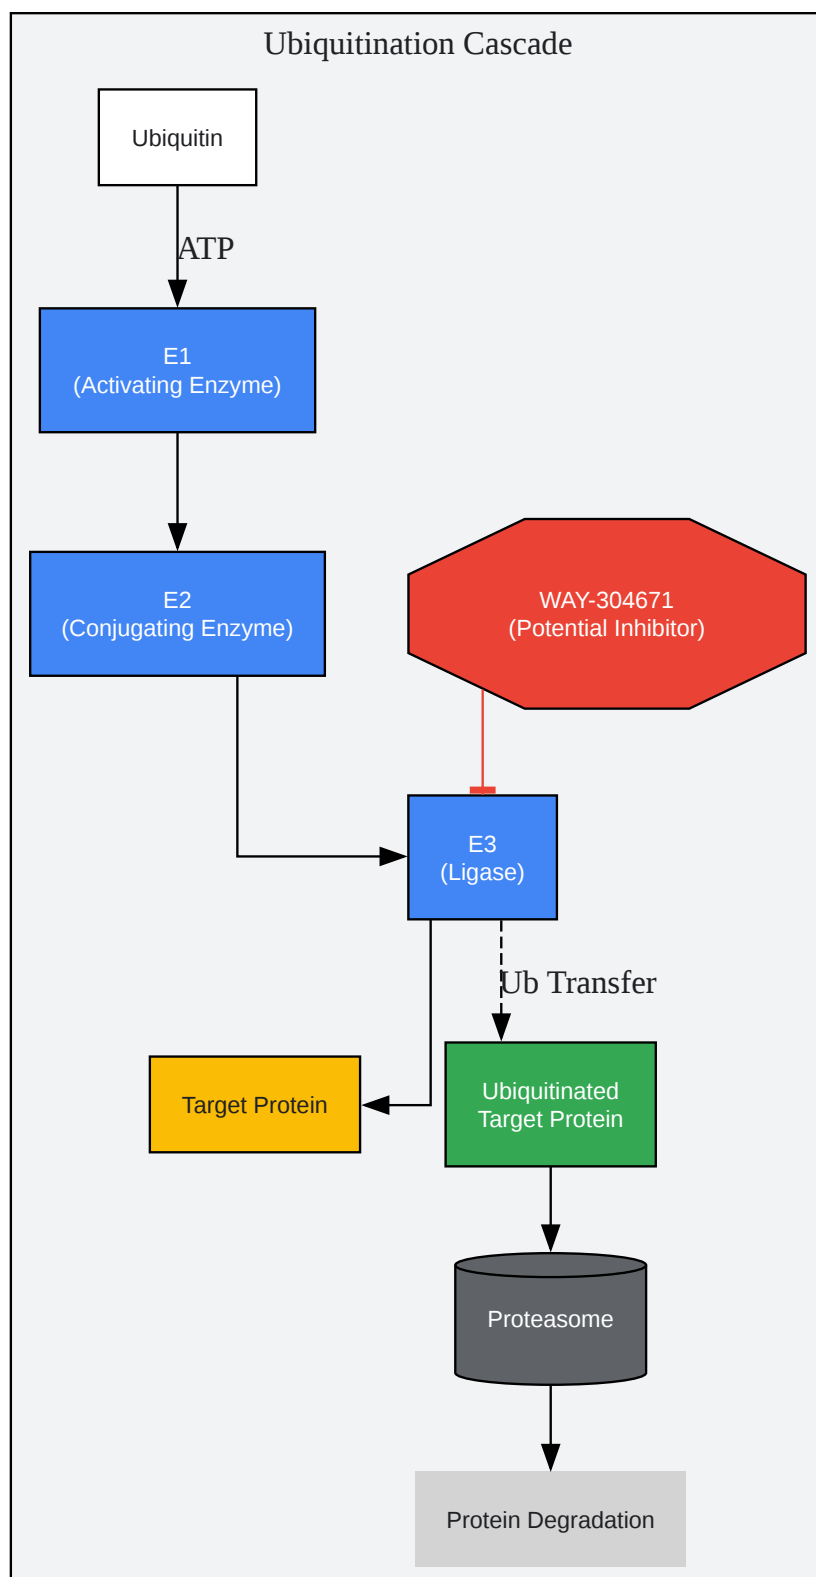 Ubiquitination Cascade
Ubiquitin
ATP
E1
(Activating Enzyme)
E2
(Conjugating Enzyme)
WAY-304671
(Potential Inhibitor)
E3
(Ligase)
Ub Transfer
Target Protein
Ubiquitinated
Target Protein
Proteasome
Protein Degradation